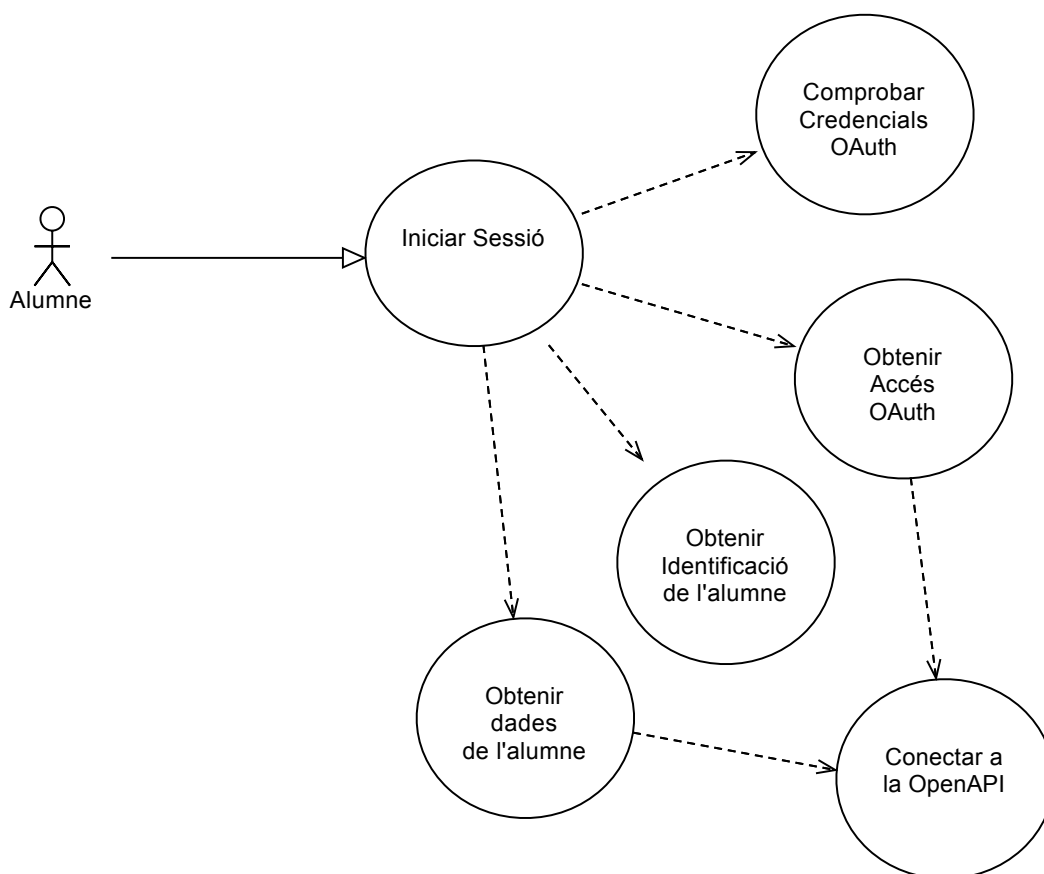 Comprobar
Credencials
OAuth
Iniciar Sessió
Alumne
Obtenir
Accés
OAuth
Obtenir
Identificació
de l'alumne
Obtenir
dades
de l'alumne
Conectar a
la OpenAPI